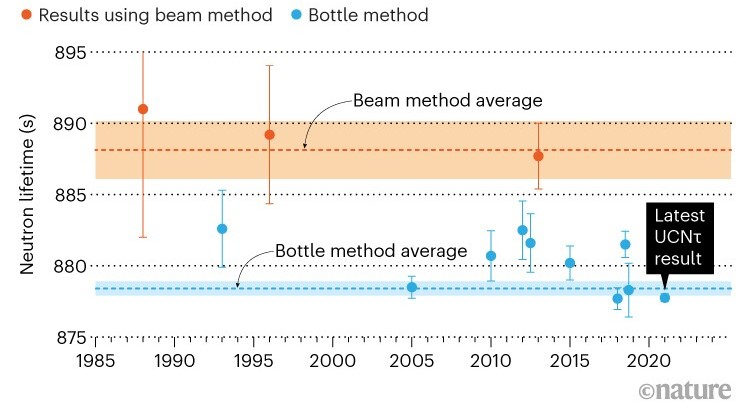 Results using beam method
Bottle method
Neutron lifetime (s)
895
890
885
880
875
Beam method average
Bottle method average
Latest
UCNτ
result
1985 1990 1995 2000 2005 2010 2015 2020
©nature